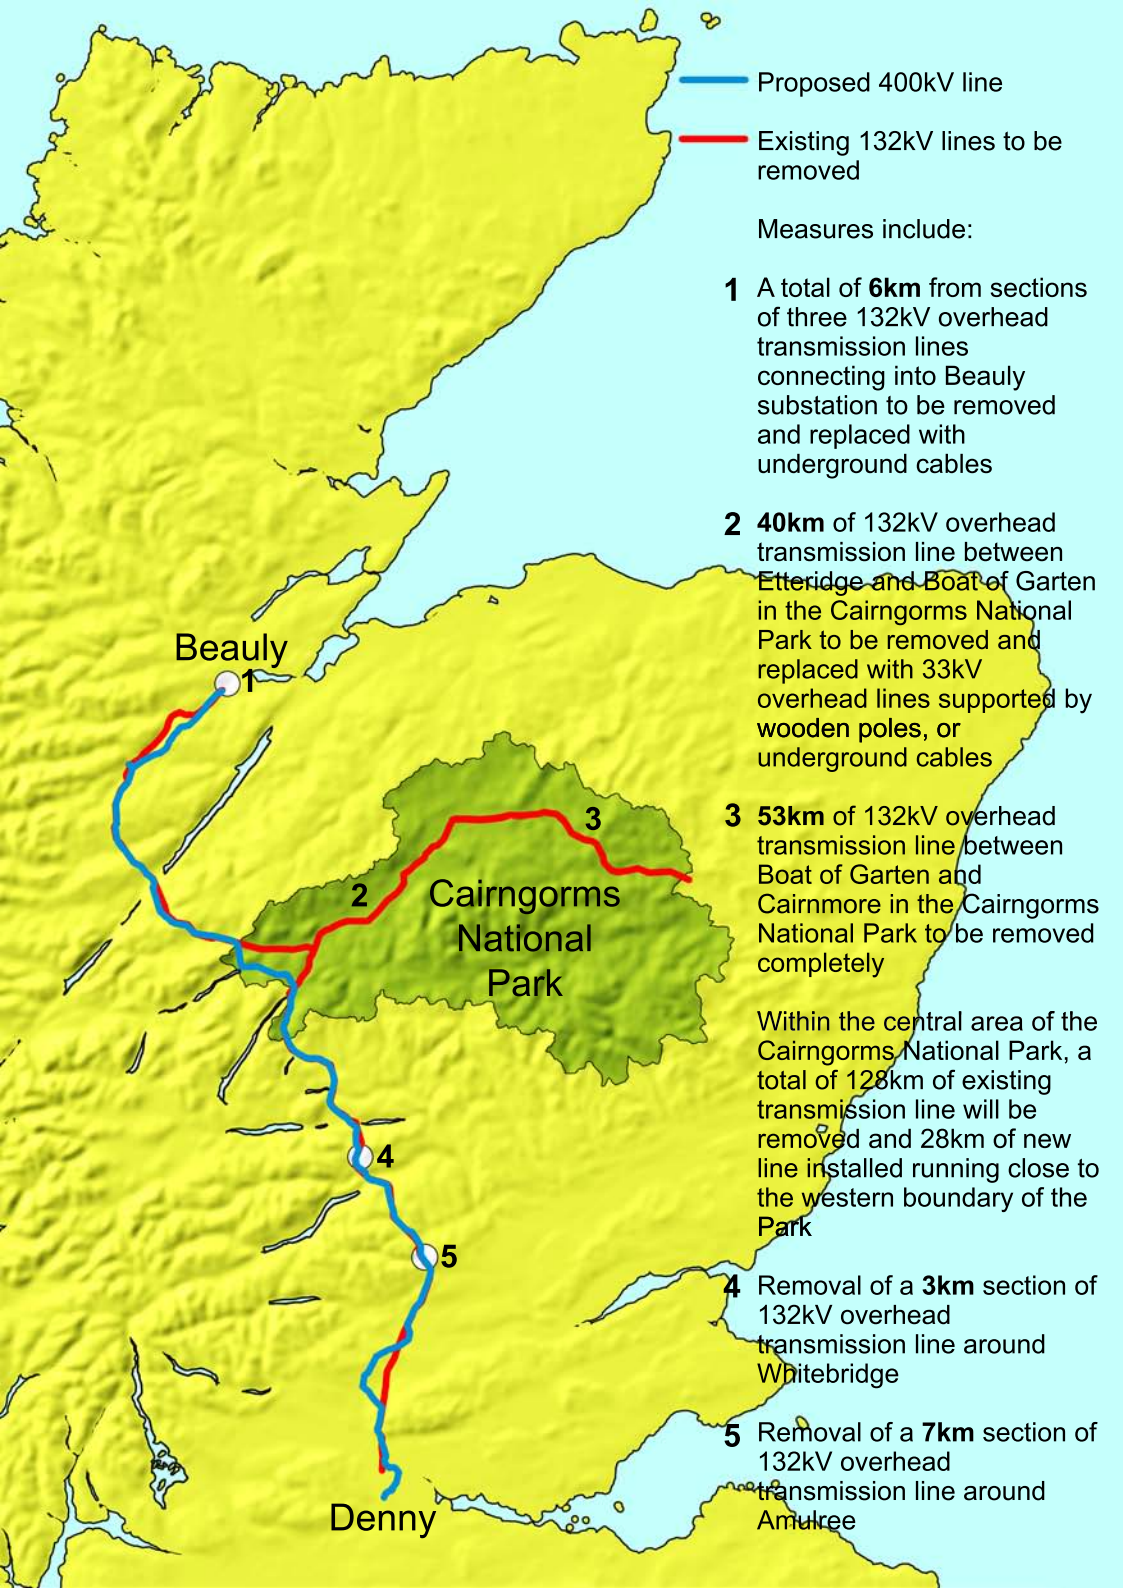 Proposed 400kV line
Existing 132kV lines to be
removed
Measures include:
1 A total of 6km from sections
of three 132kV overhead
transmission lines
connecting into Beauly
substation to be removed
and replaced with
underground cables
2 40km of 132kV overhead
transmission line between
Etteridge and Boat of Garten
in the Cairngorms National
Park to be removed and
replaced with 33kV
overhead lines supported by
wooden poles, or
underground cables
3 53km of 132kV overhead
transmission line between
Boat of Garten and
Cairnmore in the Cairngorms
National Park to be removed
completely
Within the central area of the
Cairngorms National Park, a
total of 128km of existing
transmission line will be
removed and 28km of new
line installed running close to
the western boundary of the
Park
4 Removal of a 3km section of
132kV overhead
transmission line around
Whitebridge
5 Removal of a 7km section of
132kV overhead
transmission line around
Amulree
Beauly
1
3
2
Cairngorms
National
Park
4
5
Denny